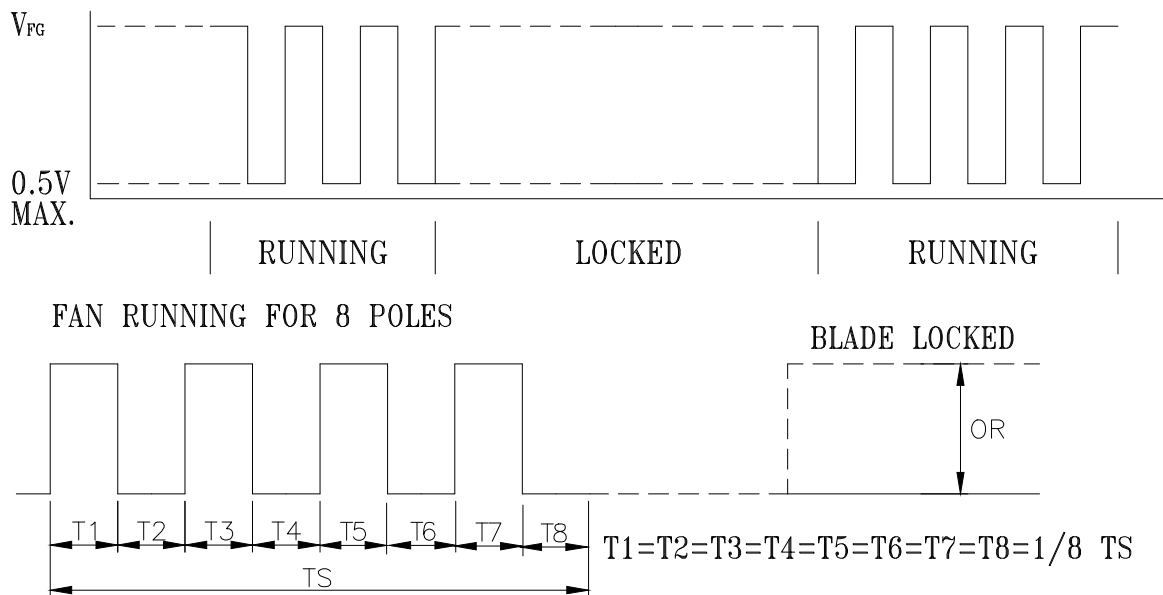 VFG
0.5V
MAX.
RUNNING LOCKED RUNNING
FAN RUNNING FOR 8 POLES
BLADE LOCKED
OR
T1 T2 T3 T4 T5 T6 T7 T8
T1=T2=T3=T4=T5=T6=T7=T8=1/8 TS
TS